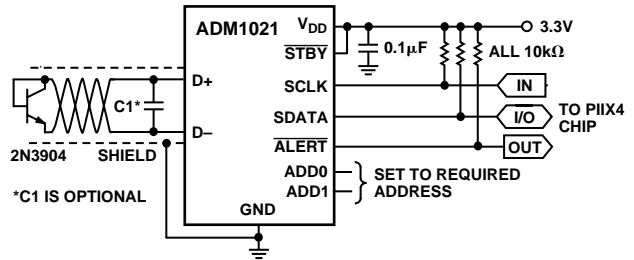 ADM1021
VDD
STBY
SCLK
SDATA
ALERT
ADD0
ADD1
GND
D+
D–
C1*
2N3904
SHIELD
*C1 IS OPTIONAL
0.1μF
3.3V
ALL 10kΩ
IN
I/O
OUT
TO PIIX4
CHIP
SET TO REQUIRED
ADDRESS